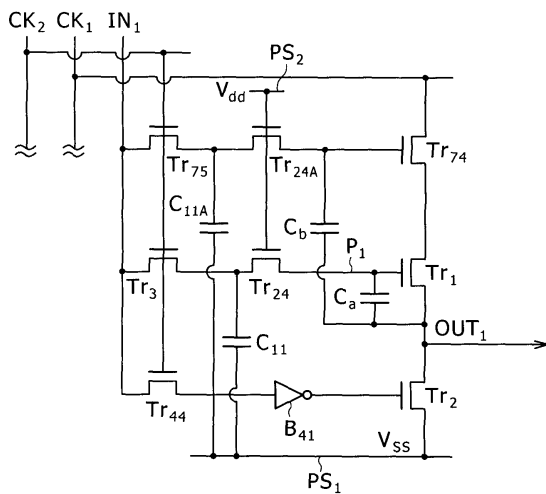 CK₂ CK₁ IN₁
PS₂
Vdd
Tr₇₅ Tr₂₄A Tr₇₄
C₁₁A
Cb
P₁
Tr₃ Tr₂₄ Tr₁
Ca
C₁₁
OUT₁
Tr₄₄ B₄₁ Tr₂
VSS
PS₁